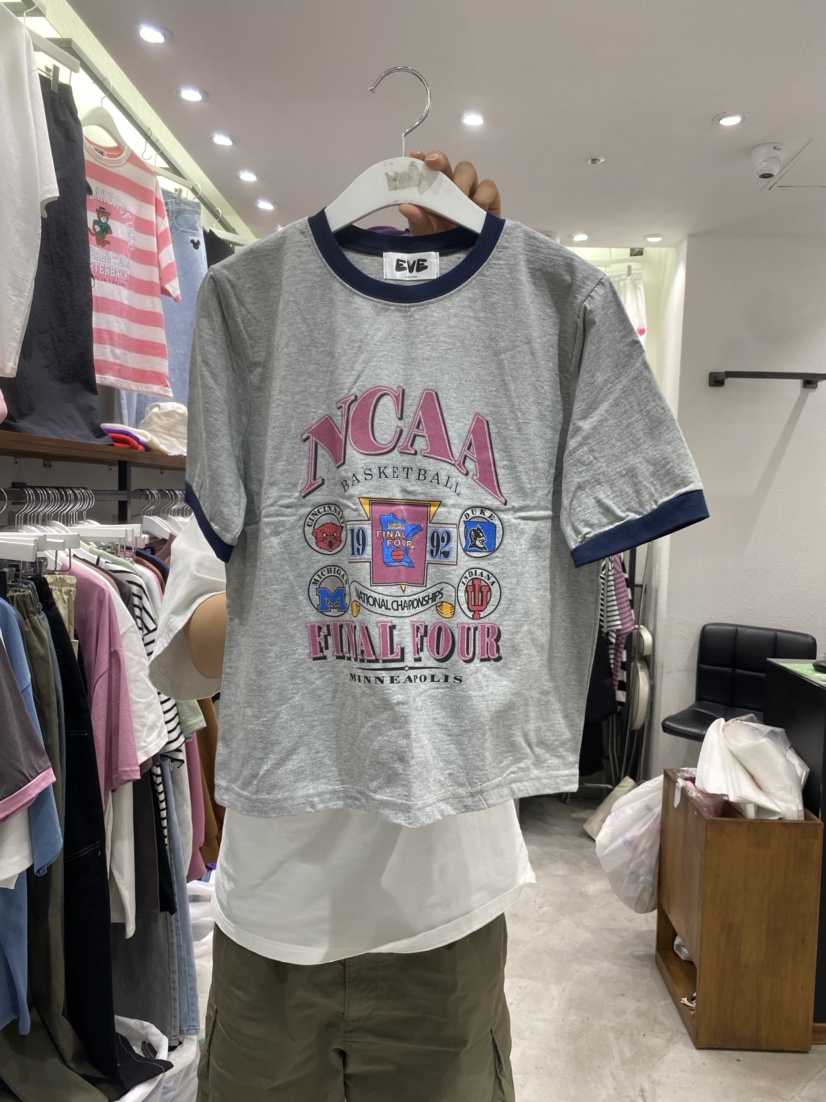 EVE
NCAA
BASKETBALL
CINCINNATI
DUKE
19 92
FINAL
FOUR
MICHIGAN
INDIANA
M
NATIONAL CHAMPIONSHIPS
FINAL FOUR
MINNEAPOLIS